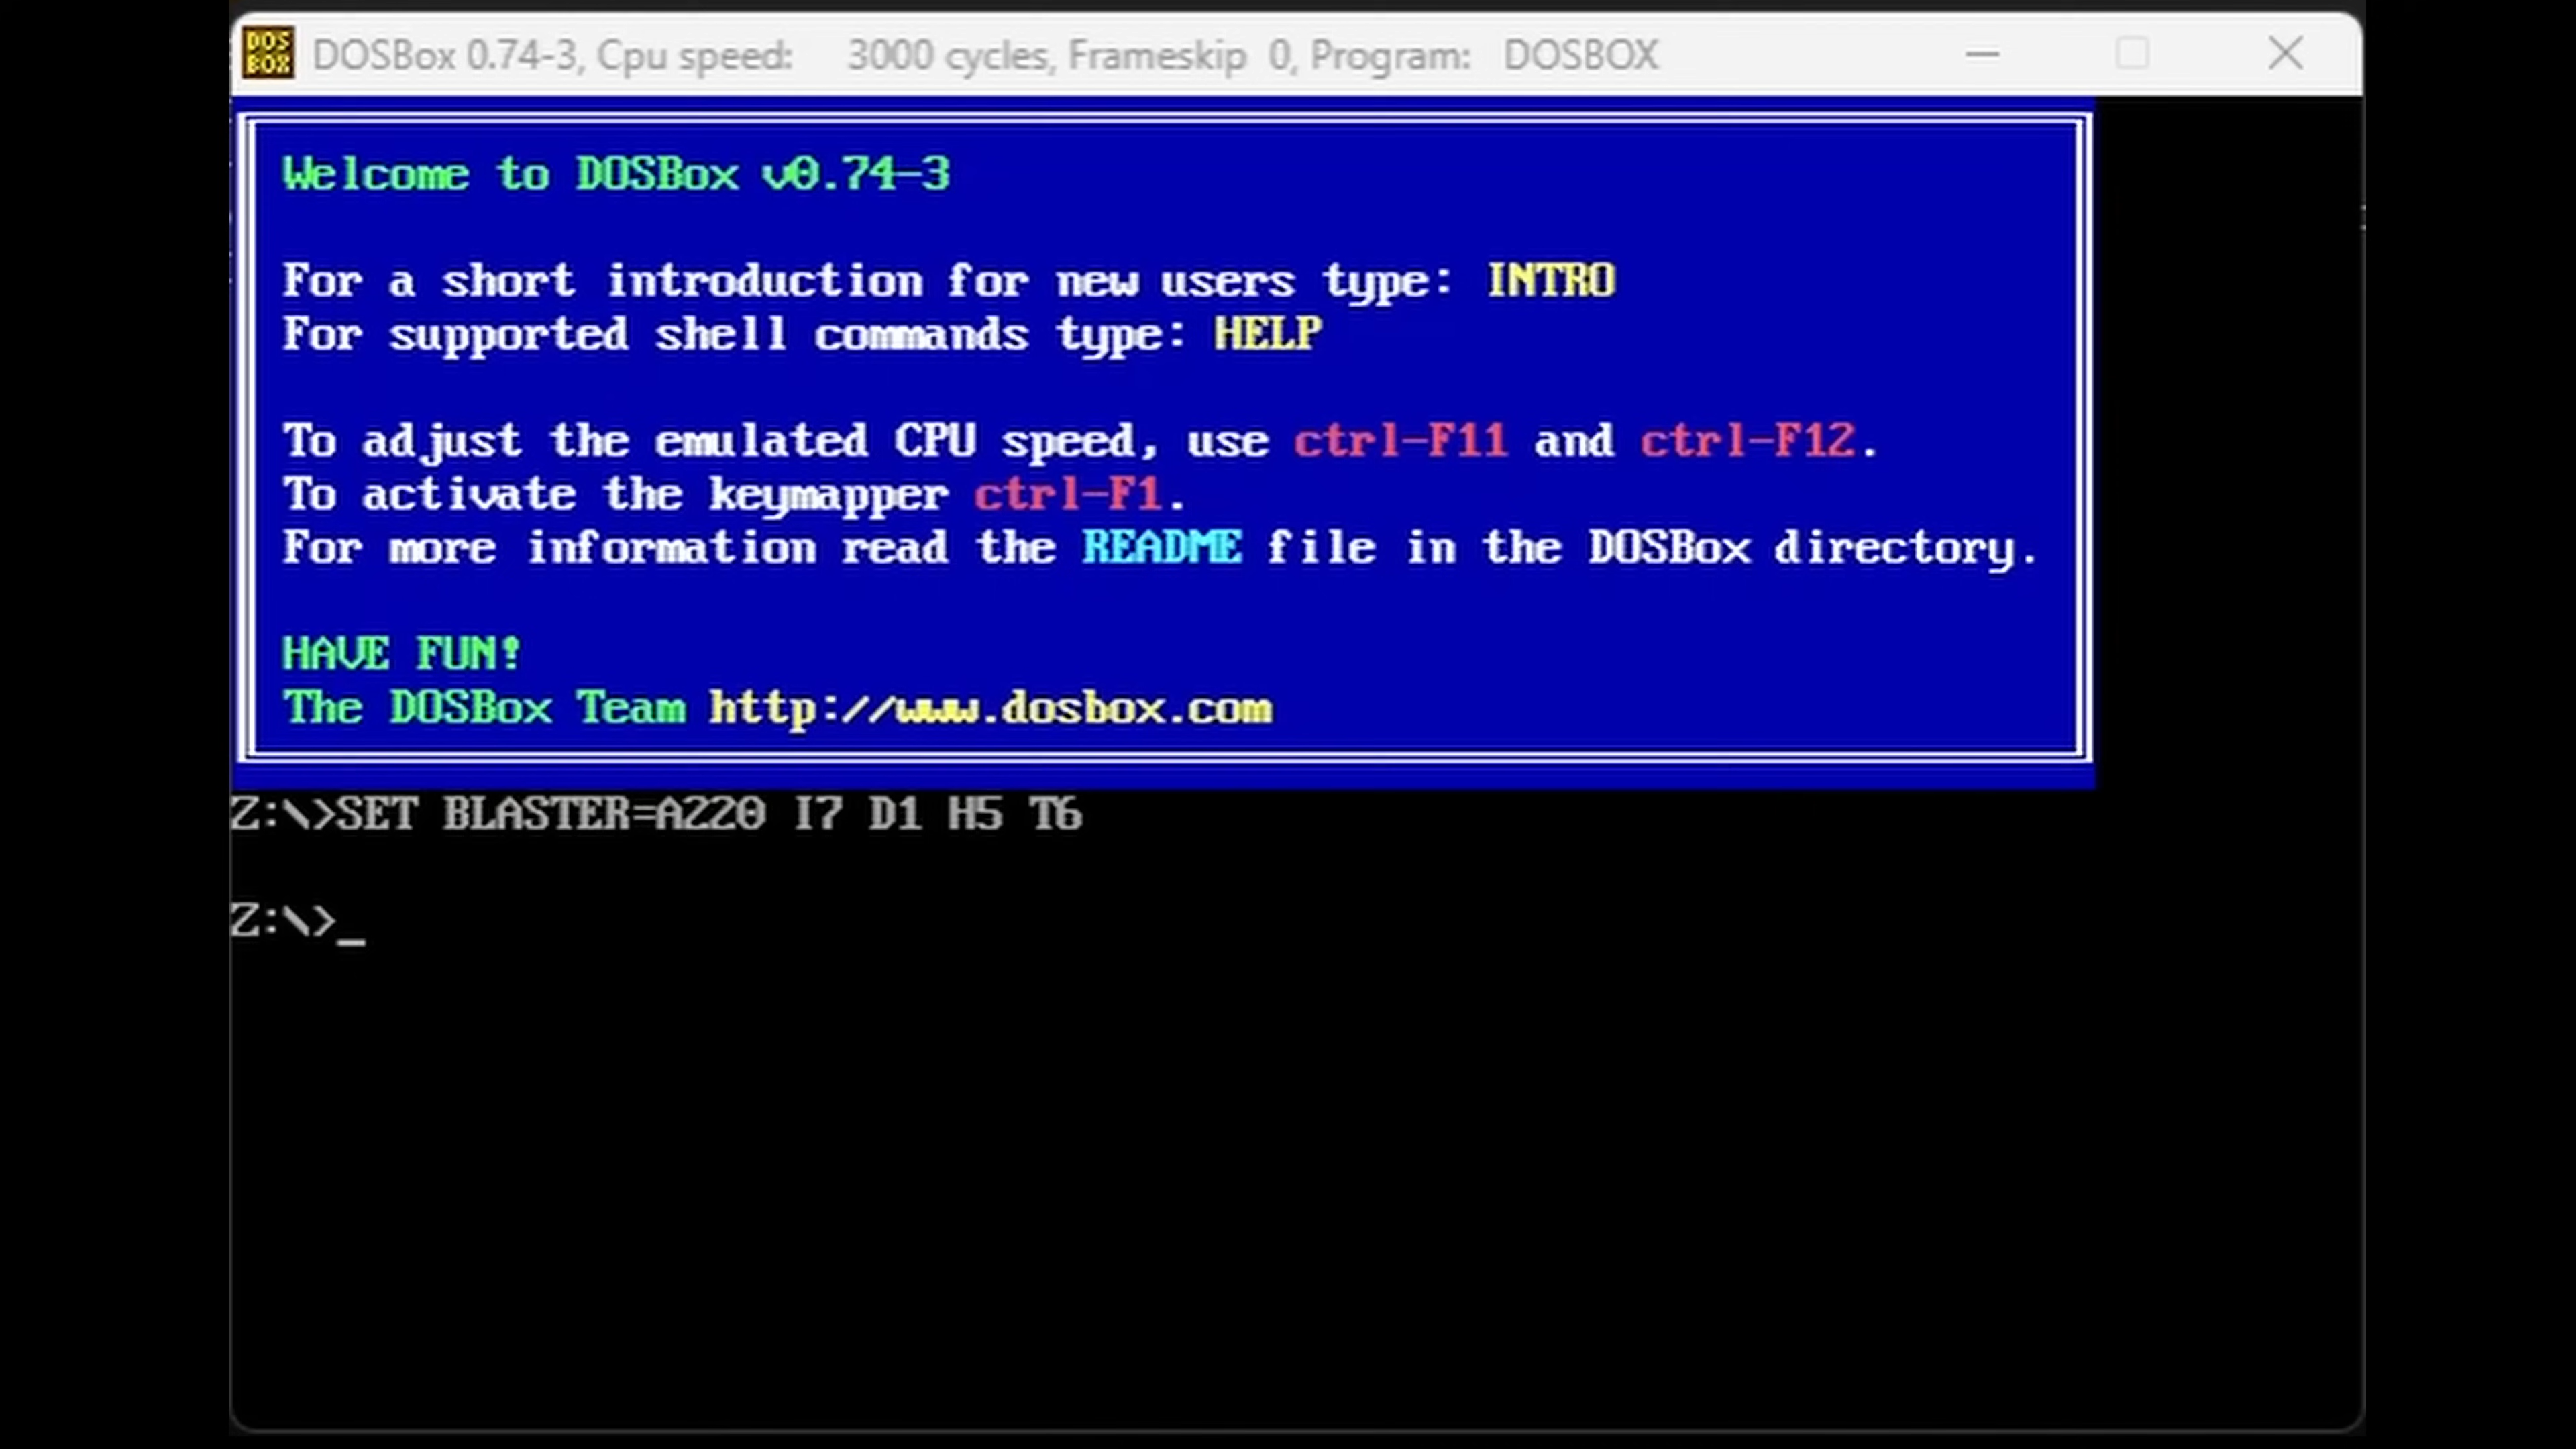 DOS BOX DOSBox 0.74-3, Cpu speed: 3000 cycles, Frameskip 0, Program: DOSBOX
Welcome to DOSBox v0.74-3
For a short introduction for new users type: INTRO
For supported shell commands type: HELP
To adjust the emulated CPU speed, use ctrl-F11 and ctrl-F12.
To activate the keymapper ctrl-F1.
For more information read the README file in the DOSBox directory.
HAVE FUN!
The DOSBox Team http://www.dosbox.com
Z:\>SET BLASTER=A220 I7 D1 H5 T6
Z:\>_